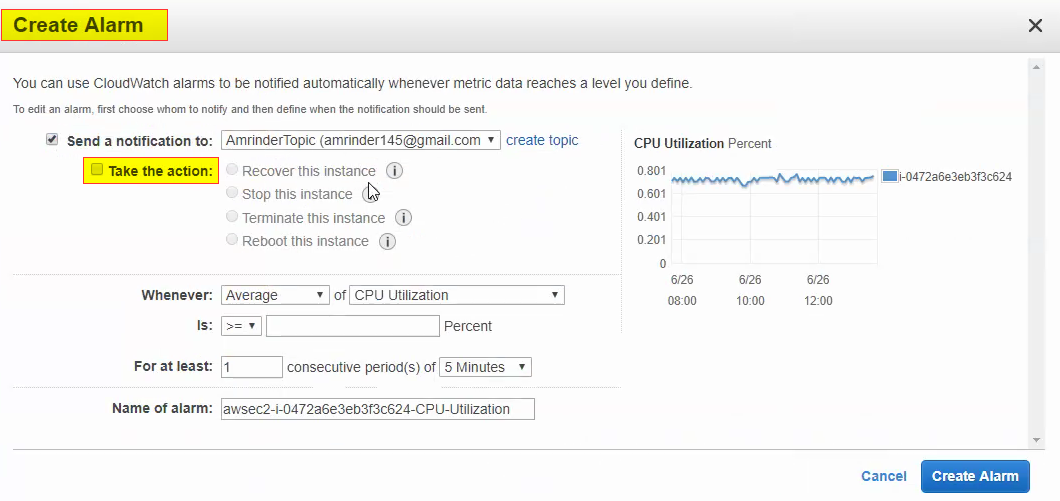 Create Alarm
You can use CloudWatch alarms to be notified automatically whenever metric data reaches a level you define.
To edit an alarm, first choose whom to notify and then define when the notification should be sent.
Send a notification to: AmrinderTopic (amrinder145@gmail.com create topic
Take the action: Recover this instance i
Stop this instance
Terminate this instance i
Reboot this instance i
Whenever: Average of CPU Utilization
Is: >= Percent
For at least: 1 consecutive period(s) of 5 Minutes
Name of alarm: awsec2-i-0472a6e3eb3f3c624-CPU-Utilization
CPU Utilization Percent
0.801
0.601
0.401
0.201
0
6/26 6/26 6/26
08:00 10:00 12:00
i-0472a6e3eb3f3c624
Cancel Create Alarm